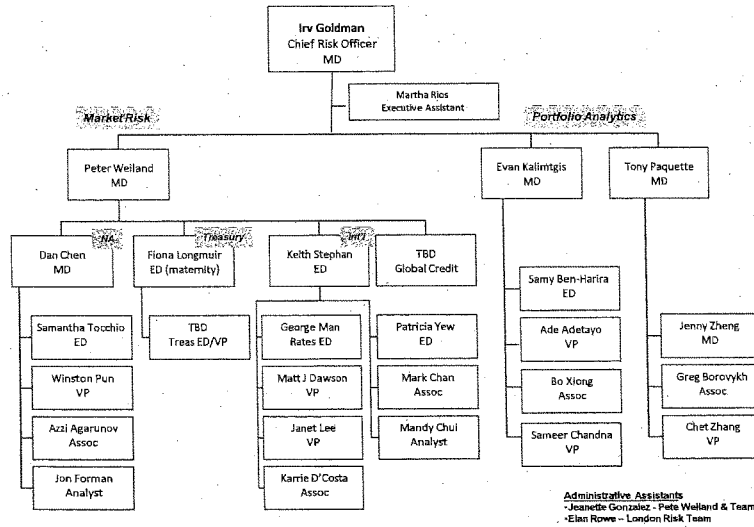 Irv Goldman
Chief Risk Officer
MD
Martha Rios
Executive Assistant
Market Risk
Portfolio Analytics
Peter Weiland
MD
Evan Kalimtgis
MD
Tony Paquette
MD
NA
Dan Chen
MD
Treasury
Fiona Longmuir
ED (maternity)
Int'l
Keith Stephan
ED
TBD
Global Credit
Samantha Tocchio
ED
Winston Pun
VP
Azzi Agarunov
Assoc
Jon Forman
Analyst
TBD
Treas ED/VP
George Man
Rates ED
Matt J Dawson
VP
Janet Lee
VP
Karrie D'Costa
Assoc
Patricia Yew
ED
Mark Chan
Assoc
Mandy Chui
Analyst
Samy Ben-Harira
ED
Ade Adetayo
VP
Bo Xiong
Assoc
Sameer Chandna
VP
Jenny Zheng
MD
Greg Borovykh
Assoc
Chet Zhang
VP
Administrative Assistants
-Jeanette Gonzalez - Pete Weiland & Team
-Elan Rowe – London Risk Team